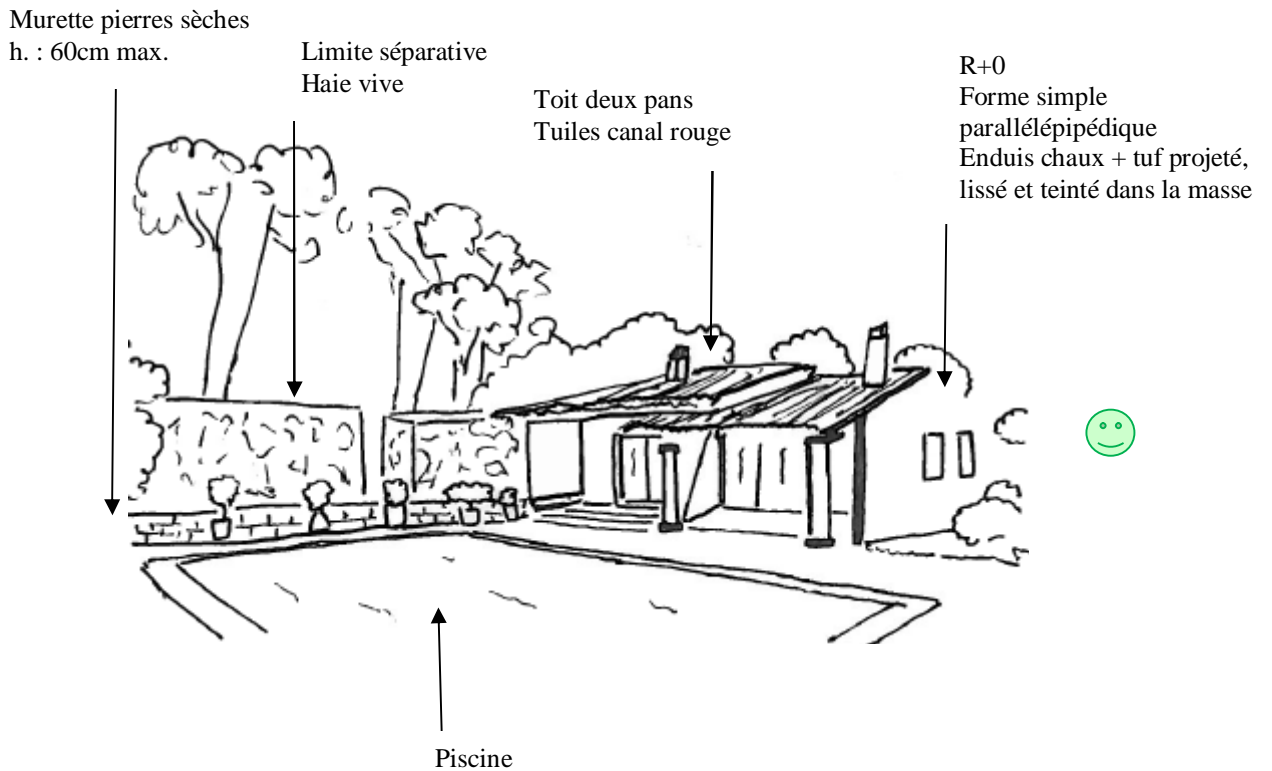 Murette pierres sèches
h. : 60cm max.
Limite séparative
Haie vive
Toit deux pans
Tuiles canal rouge
R+0
Forme simple
parallélépipédique
Enduis chaux + tuf projeté,
lissé et teinté dans la masse
Piscine